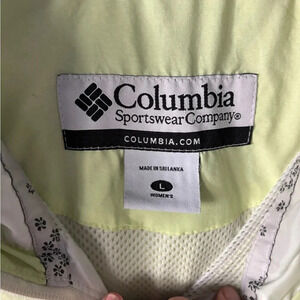 Columbia
Sportswear Company®
COLUMBIA.COM
MADE IN SRI LANKA
L
WOMEN'S